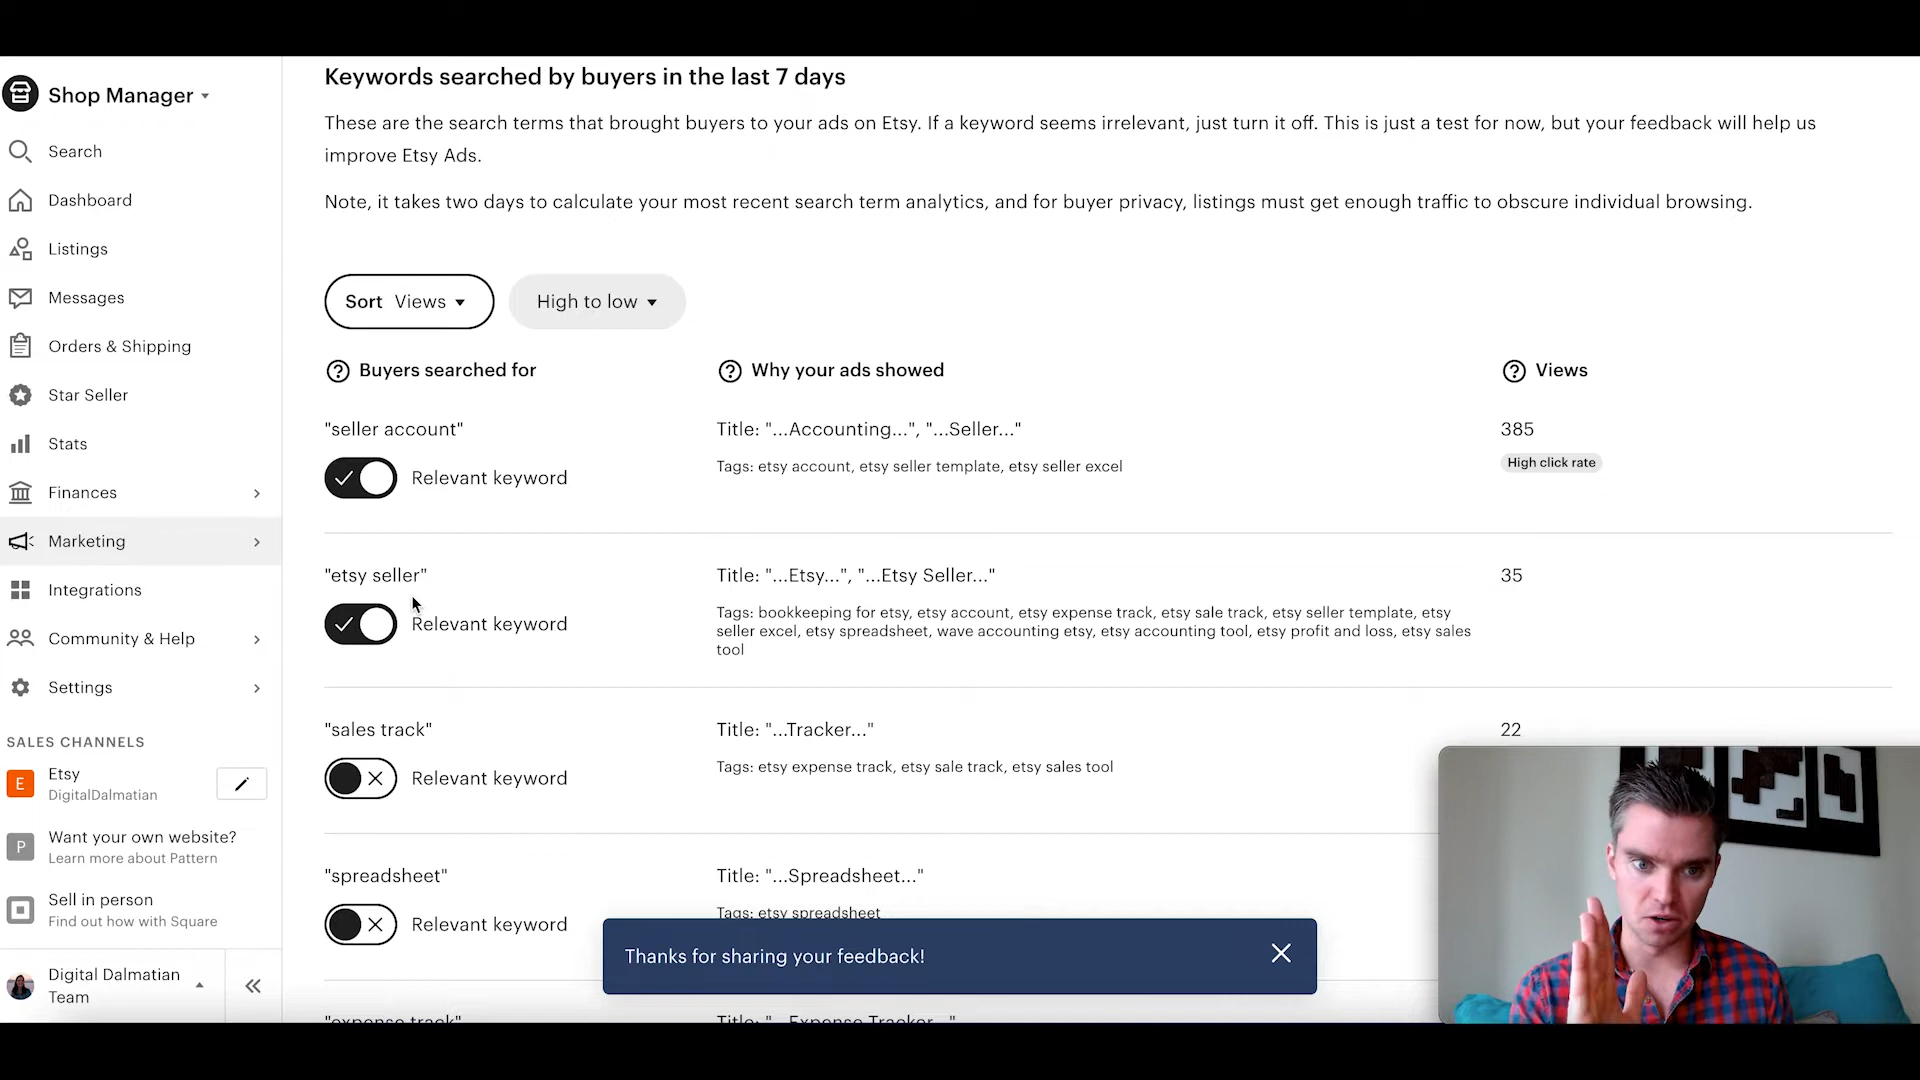 Shop Manager
Search
Dashboard
Listings
Messages
Orders & Shipping
Star Seller
Stats
Finances
Marketing
Integrations
Community & Help
Settings
SALES CHANNELS
E
Etsy
DigitalDalmatian
P
Want your own website?
Learn more about Pattern
Sell in person
Find out how with Square
Digital Dalmatian
Team
Keywords searched by buyers in the last 7 days
These are the search terms that brought buyers to your ads on Etsy. If a keyword seems irrelevant, just turn it off. This is just a test for now, but your feedback will help us
improve Etsy Ads.
Note, it takes two days to calculate your most recent search term analytics, and for buyer privacy, listings must get enough traffic to obscure individual browsing.
Sort Views
High to low
Buyers searched for
Why your ads showed
Views
"seller account"
Title: "...Accounting...", "...Seller..."
385
Relevant keyword
Tags: etsy account, etsy seller template, etsy seller excel
High click rate
"etsy seller"
Title: "...Etsy...", "...Etsy Seller..."
35
Relevant keyword
Tags: bookkeeping for etsy, etsy account, etsy expense track, etsy sale track, etsy seller template, etsy
seller excel, etsy spreadsheet, wave accounting etsy, etsy accounting tool, etsy profit and loss, etsy sales
tool
"sales track"
Title: "...Tracker..."
22
Relevant keyword
Tags: etsy expense track, etsy sale track, etsy sales tool
"spreadsheet"
Title: "...Spreadsheet..."
Relevant keyword
Tags: etsy spreadsheet
Thanks for sharing your feedback!
"expense track"
Title: "...Expense Tracker..."